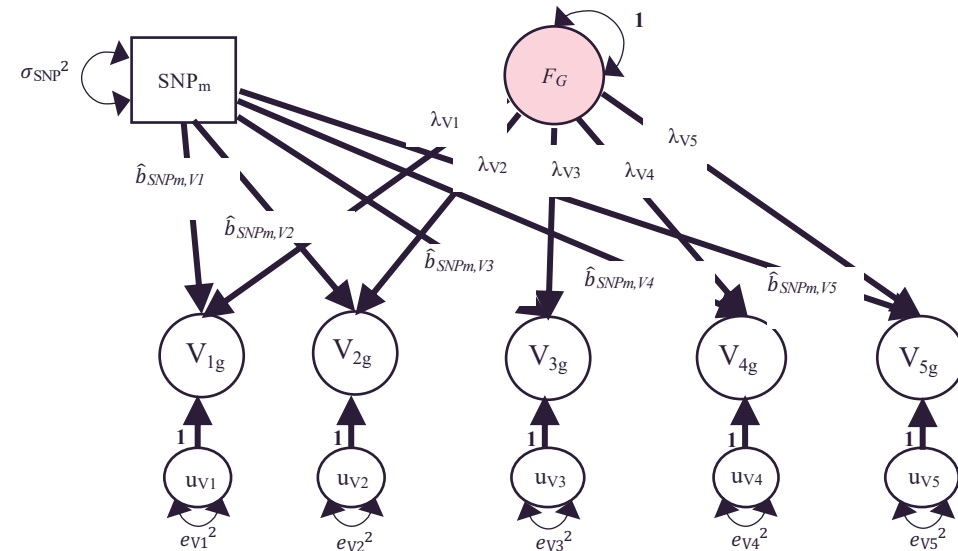 1
σSNP²
SNPm
FG
λV1
λV2
λV3
λV4
λV5
b̂SNPm,V1
b̂SNPm,V2
b̂SNPm,V3
b̂SNPm,V4
b̂SNPm,V5
V1g
V2g
V3g
V4g
V5g
1
1
1
1
1
uV1
uV2
uV3
uV4
uV5
eV1²
eV2²
eV3²
eV4²
eV5²